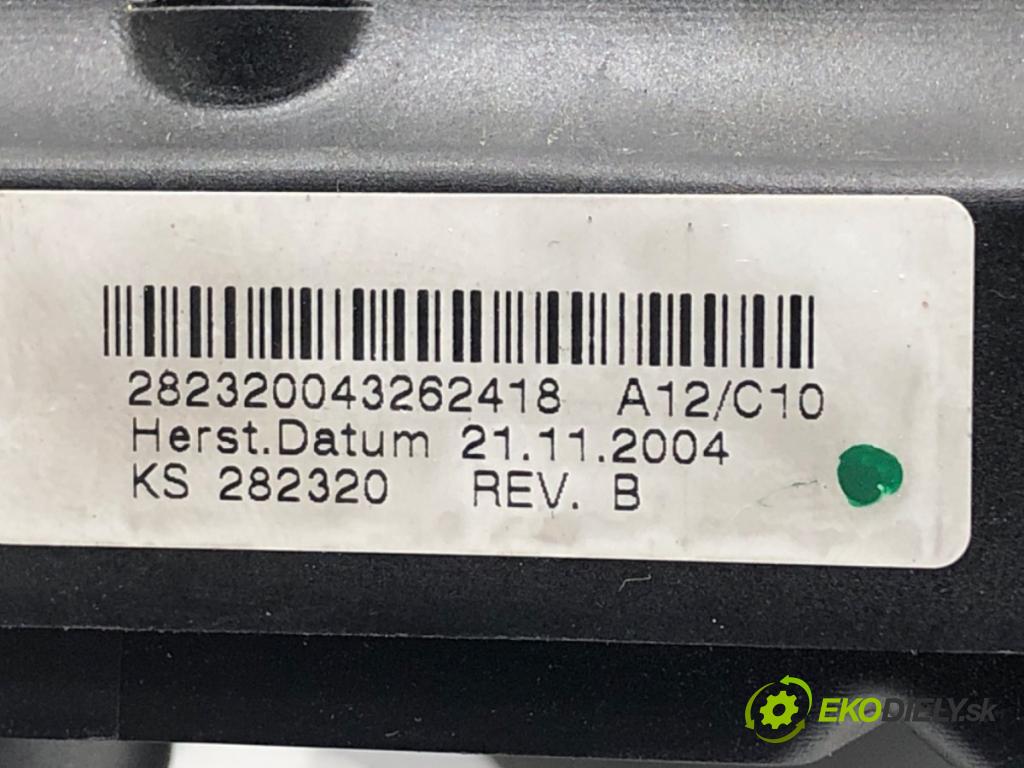 282320043262418 A12/C10
Herst.Datum 21.11.2004
KS 282320 REV. B
EKODIELY.sk